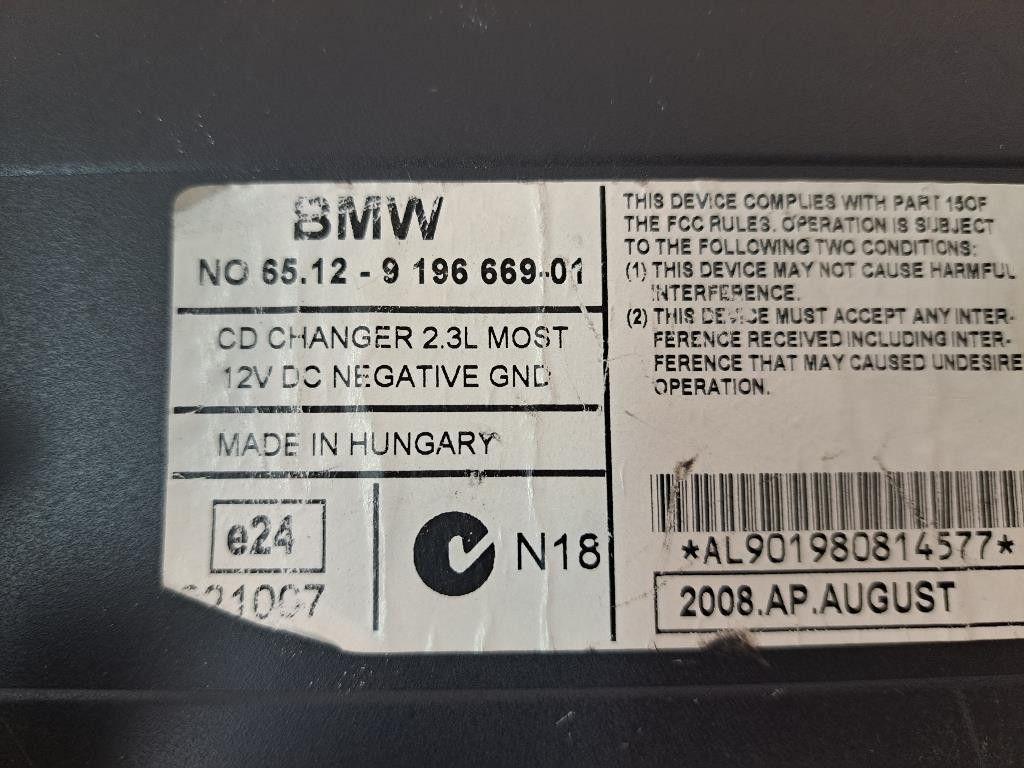 BMW
NO 65.12 - 9 196 669-01
CD CHANGER 2.3L MOST
12V DC NEGATIVE GND
MADE IN HUNGARY
e24
21007
N18
THIS DEVICE COMPLIES WITH PART 15OF
THE FCC RULES. OPERATION IS SUBJECT
TO THE FOLLOWING TWO CONDITIONS:
(1) THIS DEVICE MAY NOT CAUSE HARMFUL
INTERFERENCE.
(2) THIS DEVICE MUST ACCEPT ANY INTER-
FERENCE RECEIVED INCLUDING INTER-
FERENCE THAT MAY CAUSED UNDESIRE
OPERATION.
*AL901980814577*
2008.AP.AUGUST